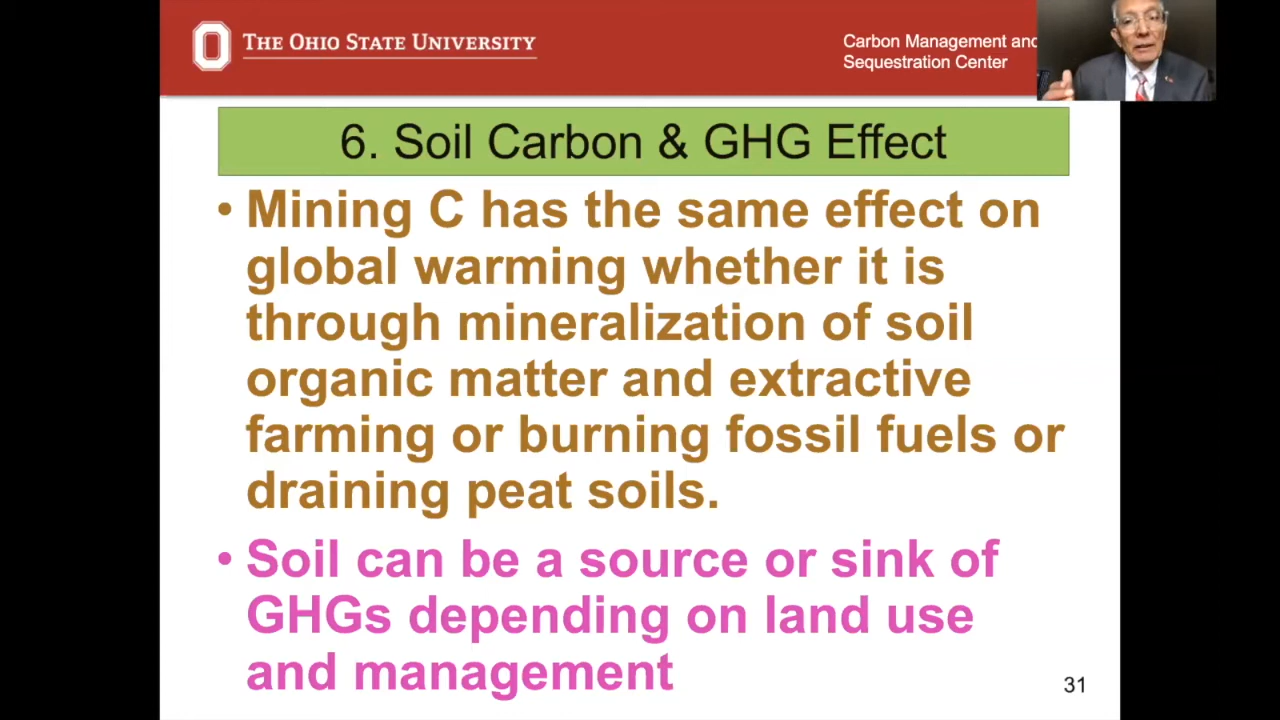 THE OHIO STATE UNIVERSITY
Carbon Management and
Sequestration Center
6. Soil Carbon & GHG Effect
• Mining C has the same effect on
global warming whether it is
through mineralization of soil
organic matter and extractive
farming or burning fossil fuels or
draining peat soils.
• Soil can be a source or sink of
GHGs depending on land use
and management
31